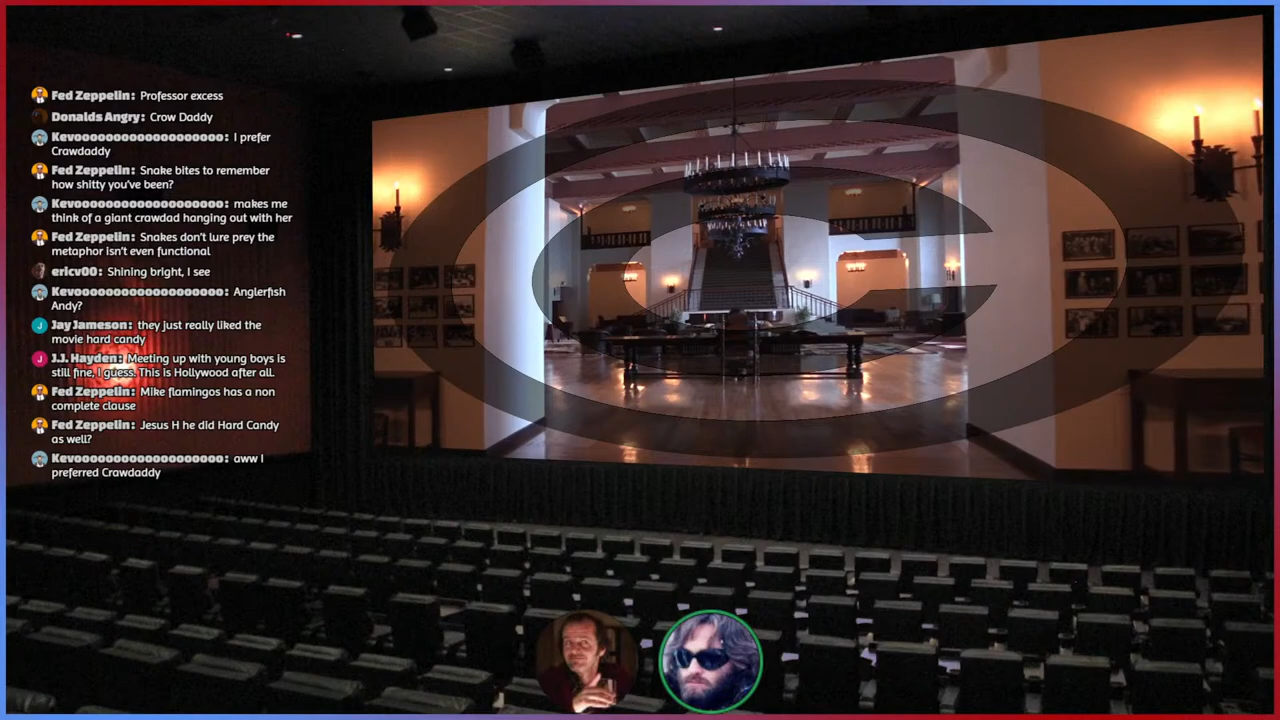 Fed Zeppelin: Professor excess
Donalds Angry: Crow Daddy
Kevoooooooooooooooooooo: I prefer
Crawdaddy
Fed Zeppelin: Snake bites to remember
how shitty you've been?
Kevoooooooooooooooooooo: makes me
think of a giant crawdad hanging out with her
Fed Zeppelin: Snakes don't lure prey the
metaphor isn't even functional
ericv00: Shining bright, I see
Kevoooooooooooooooooooo: Anglerfish
Andy?
J
Jay Jameson: they just really liked the
movie hard candy
J
J.J. Hayden: Meeting up with young boys is
still fine, I guess. This is Hollywood after all.
Fed Zeppelin: Mike flamingos has a non
complete clause
Fed Zeppelin: Jesus H he did Hard Candy
as well?
Kevoooooooooooooooooooo: aww I
preferred Crawdaddy